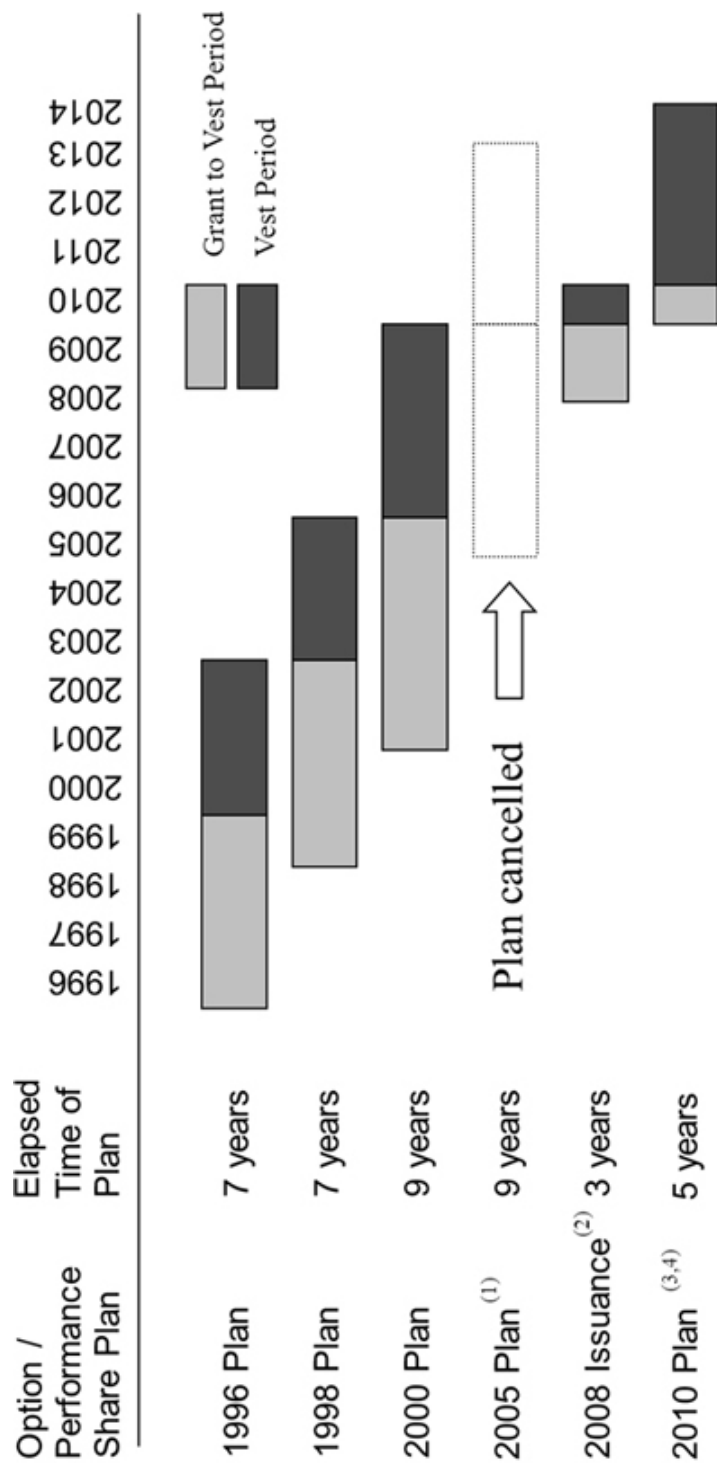 Option /
Performance
Share Plan
Elapsed
Time of
Plan
1996 1997 1998 1999 2000 2001 2002 2003 2004 2005 2006 2007 2008 2009 2010 2011 2012 2013 2014
Grant to Vest Period
Vest Period
1996 Plan 7 years
1998 Plan 7 years
2000 Plan 9 years
2005 Plan (1) 9 years Plan cancelled
2008 Issuance (2) 3 years
2010 Plan (3,4) 5 years